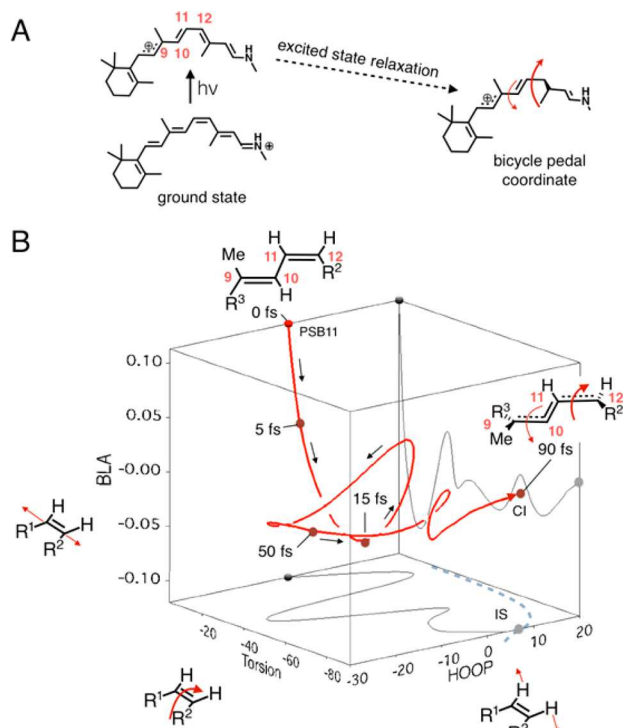 A
11 12
9 10
H
N
excited state relaxation
hν
H
N
ground state
H
N
bicycle pedal
coordinate
B
H H
Me 11
12
9 10 R²
R³ H
0 fs
PSB11
0.10
0.05
-0.00
-0.05
-0.10
BLA
5 fs
15 fs
50 fs
11 H H
R³ 12
9 R²
Me 10
H
90 fs
CI
IS
H
R¹ H
R²
-20
-40
-60
-80
Torsion
-30
-20
-10
0
10
20
HOOP
H
R¹ H
R²
H
R¹ H
R²